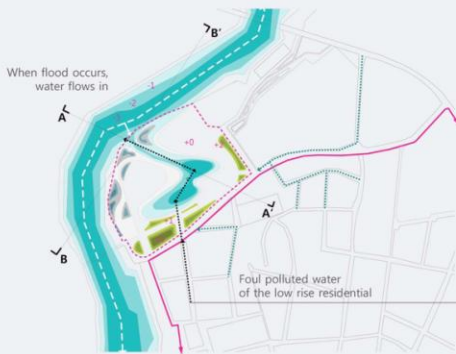 B'
When flood occurs,
water flows in
-1
-2
A
+0
A'
B
Foul polluted water
of the low rise residential